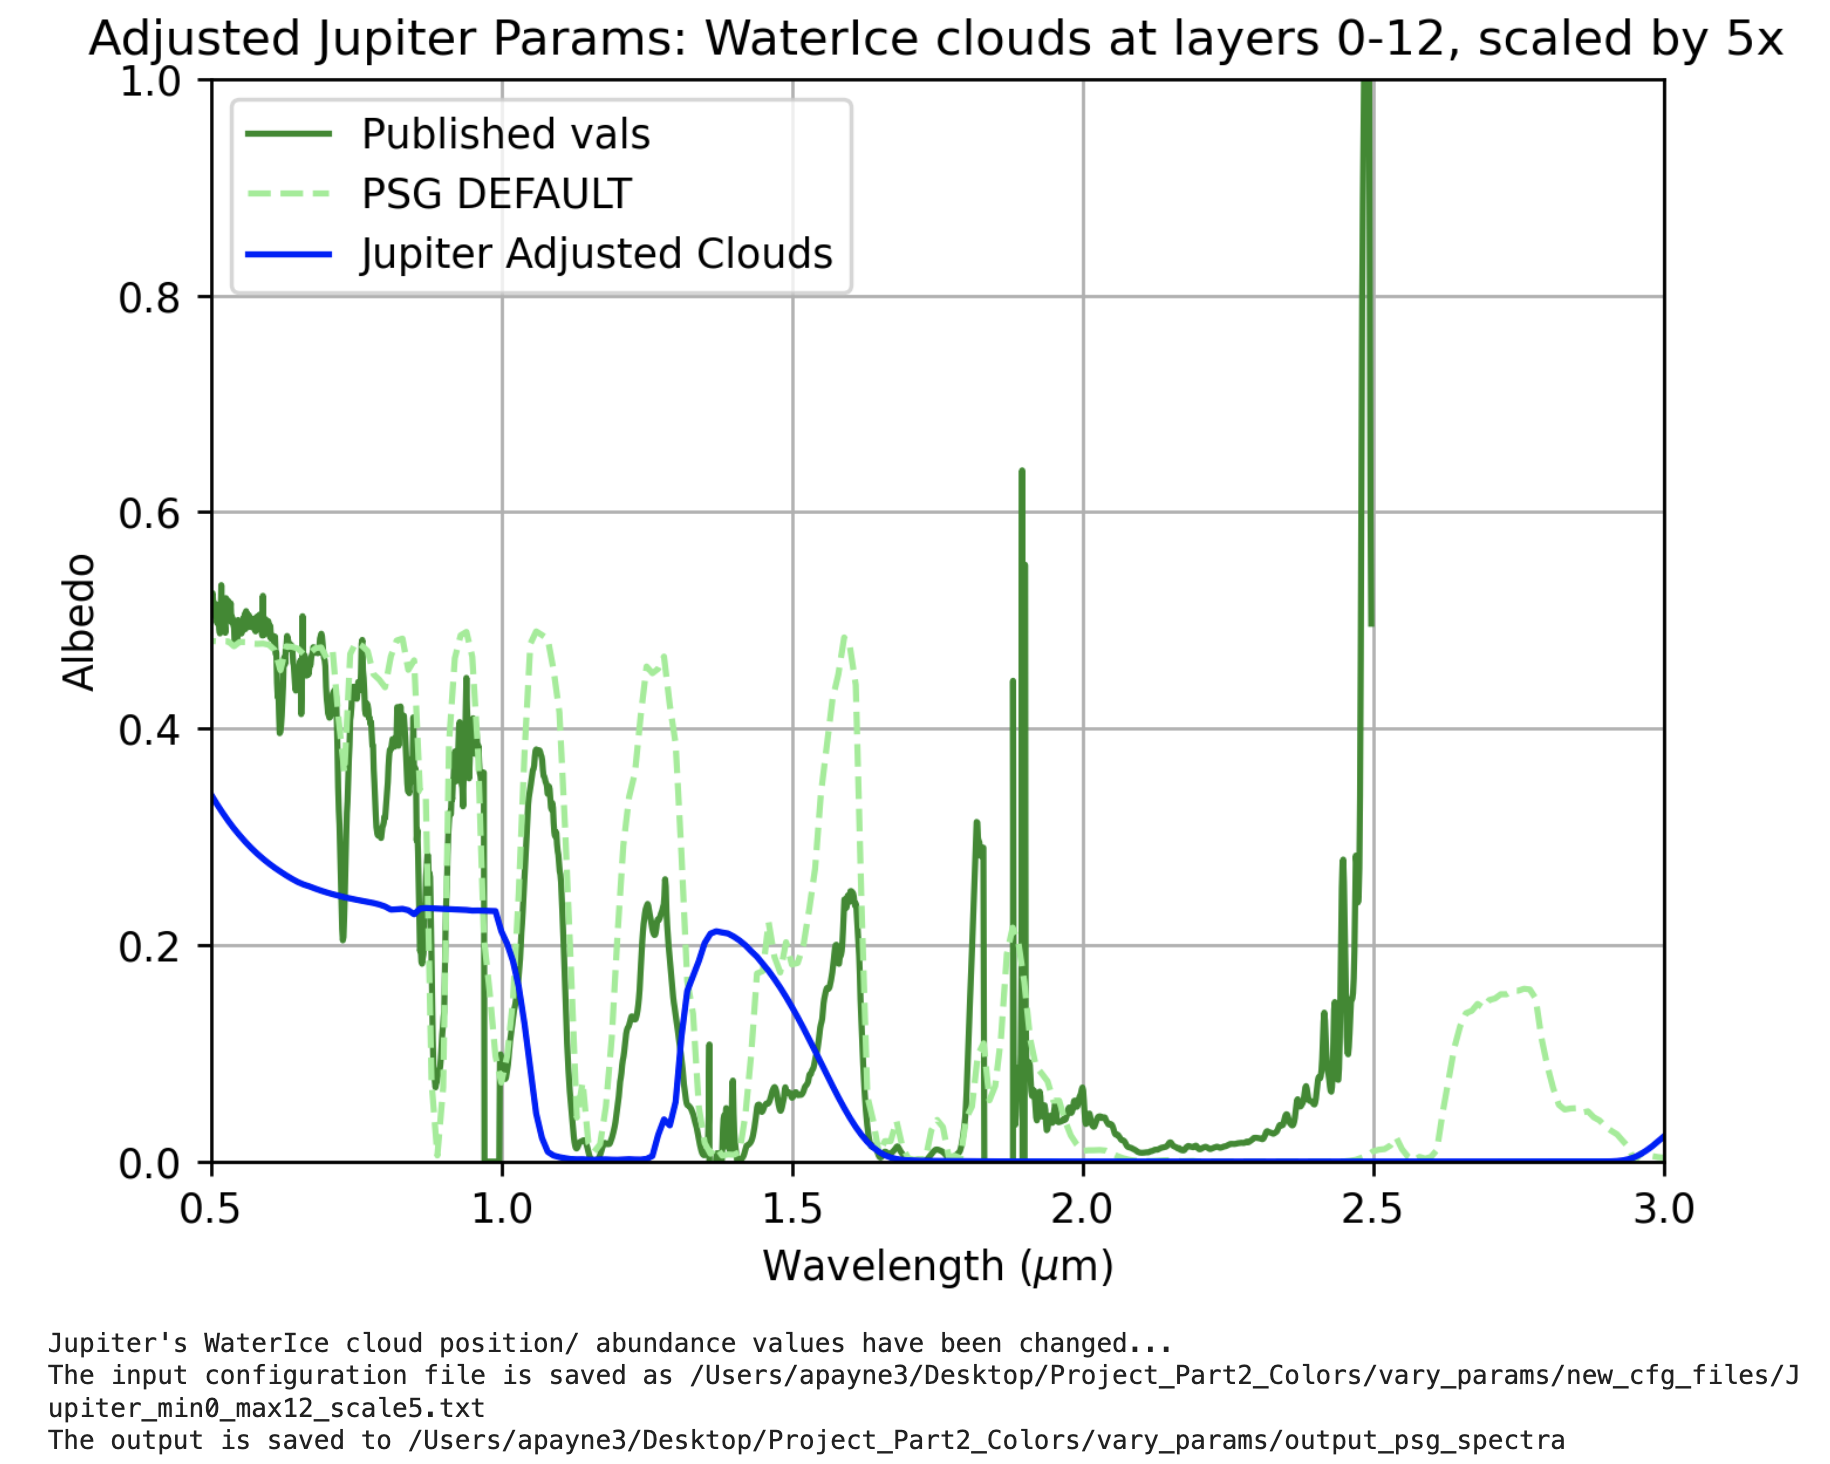 Adjusted Jupiter Params: WaterIce clouds at layers 0-12, scaled by 5x
1.0
Published vals
PSG DEFAULT
Jupiter Adjusted Clouds
0.8
0.6
Albedo
0.4
0.2
0.0
0.5 1.0 1.5 2.0 2.5 3.0
Wavelength (μm)
Jupiter's WaterIce cloud position/ abundance values have been changed...
The input configuration file is saved as /Users/apayne3/Desktop/Project_Part2_Colors/vary_params/new_cfg_files/J
upiter_min0_max12_scale5.txt
The output is saved to /Users/apayne3/Desktop/Project_Part2_Colors/vary_params/output_psg_spectra